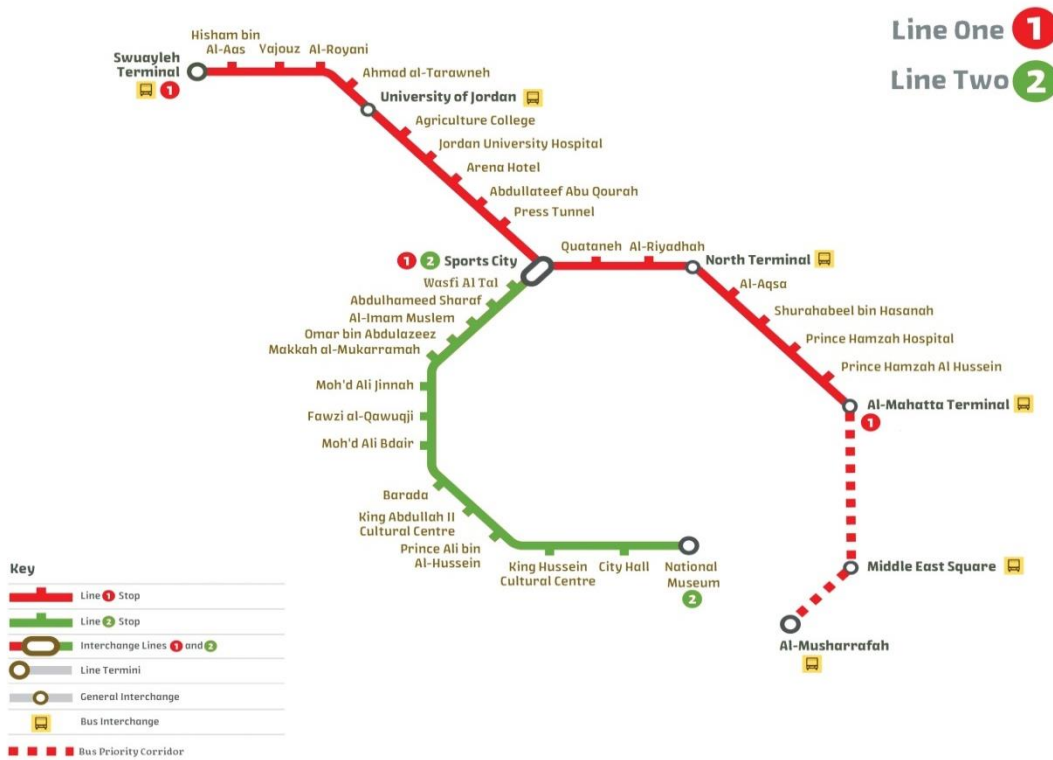 Line One 1
Line Two 2
Hisham bin
Al-Aas
Yajouz
Al-Royani
Swuayleh
Terminal
1
Ahmad al-Tarawneh
University of Jordan
Agriculture College
Jordan University Hospital
Arena Hotel
Abdullateef Abu Qourah
Press Tunnel
1 2 Sports City
Quataneh
Al-Riyadhah
North Terminal
Al-Aqsa
Shurahabeel bin Hasanah
Prince Hamzah Hospital
Prince Hamzah Al Hussein
Al-Mahatta Terminal
1
Middle East Square
Al-Musharrafah
Wasfi Al Tal
Abdulhameed Sharaf
Al-Imam Muslem
Omar bin Abdulazeez
Makkah al-Mukarramah
Moh'd Ali Jinnah
Fawzi al-Qawuqji
Moh'd Ali Bdair
Barada
King Abdullah II
Cultural Centre
Prince Ali bin
Al-Hussein
King Hussein
Cultural Centre
City Hall
National
Museum
2
Key
Line 1 Stop
Line 2 Stop
Interchange Lines 1 and 2
Line Termini
General Interchange
Bus Interchange
Bus Priority Corridor